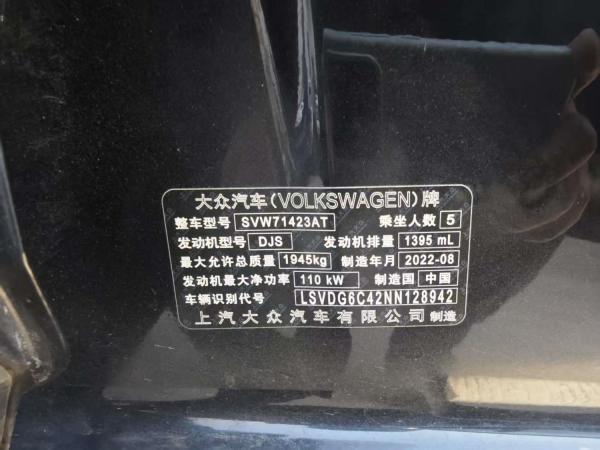 大众汽车(VOLKSWAGEN)牌
整车型号 SVW71423AT 乘坐人数 5
发动机型号 DJS 发动机排量 1395 mL
最大允许总质量 1945kg 制造年月 2022-08
发动机最大净功率 110 kW 制造国 中国
车辆识别代号 LSVDG6C42NN128942
上汽大众汽车有限公司 制造